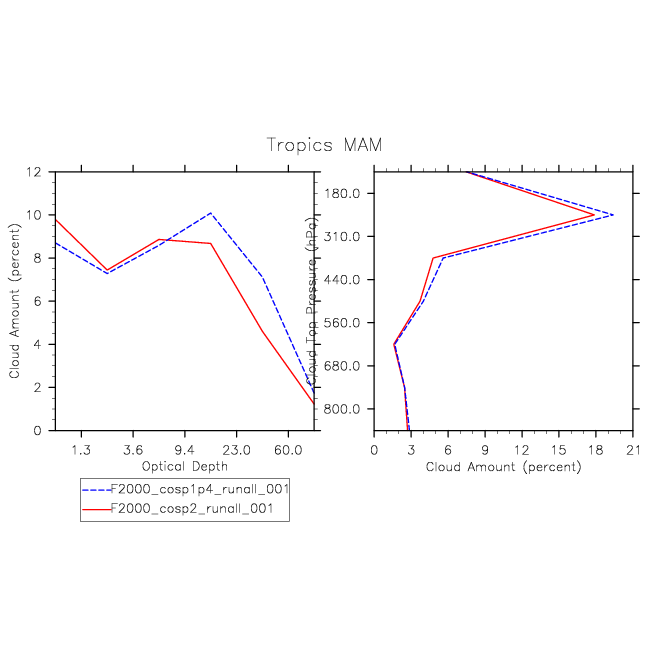 Tropics MAM
Cloud Amount (percent)
12
10
8
6
4
2
0
1.3 3.6 9.4 23.0 60.0
Optical Depth
Cloud Top Pressure (hPa)
180.0
310.0
440.0
560.0
680.0
800.0
0 3 6 9 12 15 18 21
Cloud Amount (percent)
F2000_cosp1p4_runall_001
F2000_cosp2_runall_001